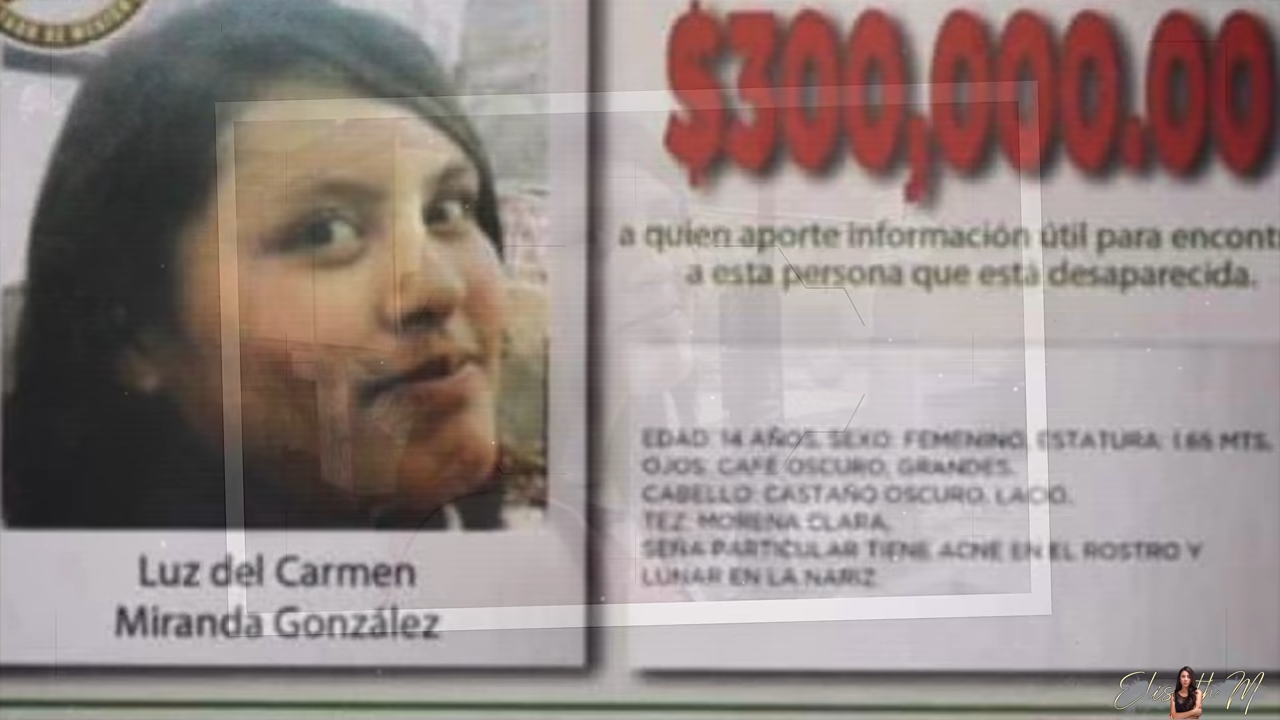 $300,000.00
a quien aporte información útil para encont
a esta persona que está desaparecida.
EDAD: 14 AÑOS, SEXO: FEMENINO, ESTATURA: 1.65 MTS,
OJOS: CAFÉ OSCURO, GRANDES,
CABELLO: CASTAÑO OSCURO, LACIO,
TEZ: MORENA CLARA,
SEÑA PARTICULAR TIENE ACNE EN EL ROSTRO Y
LUNAR EN LA NARIZ.
Luz del Carmen
Miranda González